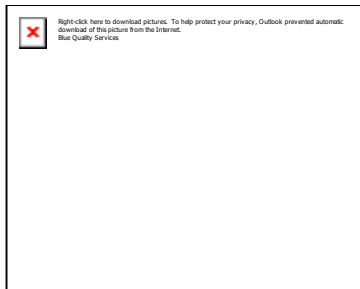 Right-click here to download pictures. To help protect your privacy, Outlook prevented automatic
download of this picture from the Internet.
Blue Quality Services